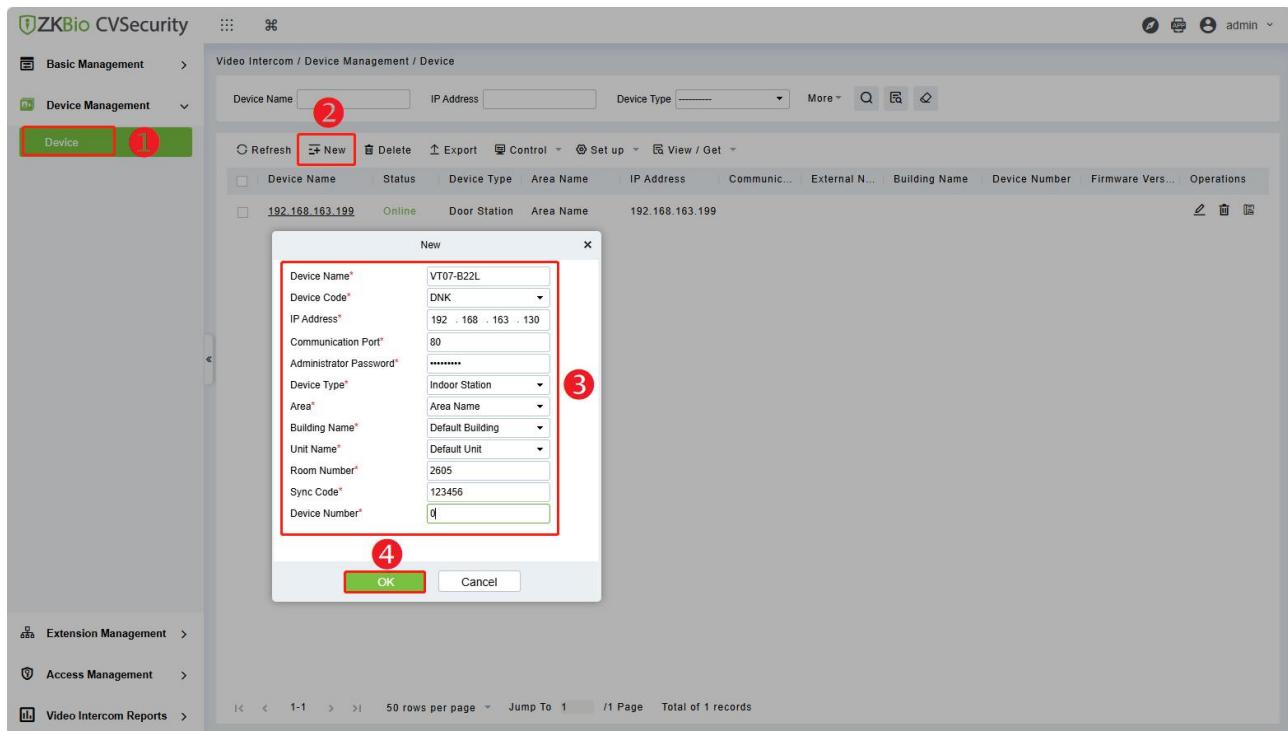 ZKBio CVSecurity
admin
Basic Management
Device Management
Device
1
Extension Management
Access Management
Video Intercom Reports
Video Intercom / Device Management / Device
Device Name IP Address Device Type ---------- More
2
Refresh New Delete Export Control Set up View / Get
Device Name Status Device Type Area Name IP Address Communic... External N... Building Name Device Number Firmware Vers... Operations
192.168.163.199 Online Door Station Area Name 192.168.163.199
New
Device Name* VT07-B22L
Device Code* DNK
IP Address* 192 . 168 . 163 . 130
Communication Port* 80
Administrator Password* •••••••••
Device Type* Indoor Station
3
Area* Area Name
Building Name* Default Building
Unit Name* Default Unit
Room Number* 2605
Sync Code* 123456
Device Number* 0
4
OK Cancel
1-1 50 rows per page Jump To 1 /1 Page Total of 1 records